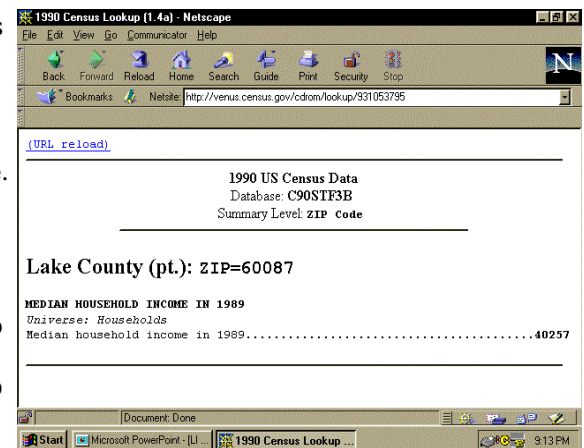 1990 Census Lookup (1.4a) - Netscape
File Edit View Go Communicator Help
Back Forward Reload Home Search Guide Print Security Stop
N
Bookmarks Netsite: http://venus.census.gov/cdrom/lookup/931053795
(URL reload)
1990 US Census Data
Database: C90STF3B
Summary Level: ZIP Code
Lake County (pt.): ZIP=60087
MEDIAN HOUSEHOLD INCOME IN 1989
Universe: Households
Median household income in 1989..........................................40257
Document: Done
Start Microsoft PowerPoint - [LI ... 1990 Census Lookup ... 9:13 PM